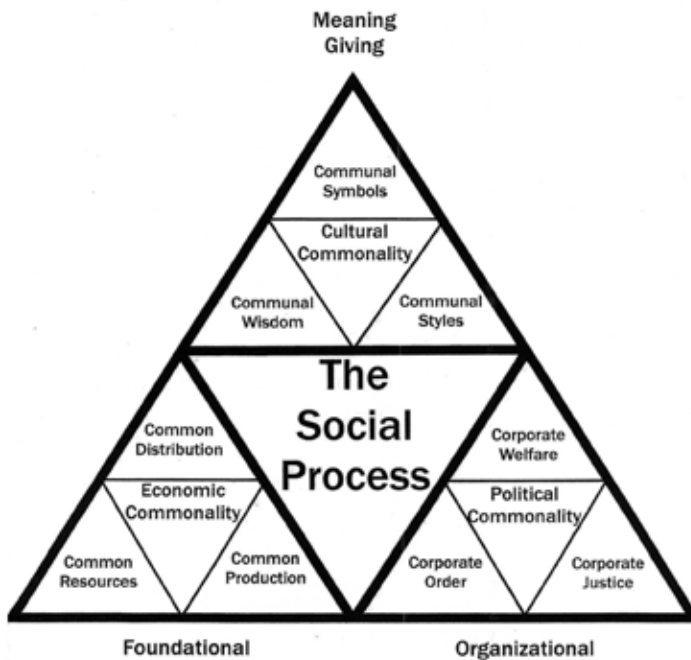 Meaning
Giving
Communal
Symbols
Cultural
Commonality
Communal
Wisdom
Communal
Styles
The
Social
Process
Common
Distribution
Economic
Commonality
Common
Resources
Common
Production
Corporate
Welfare
Political
Commonality
Corporate
Order
Corporate
Justice
Foundational
Organizational